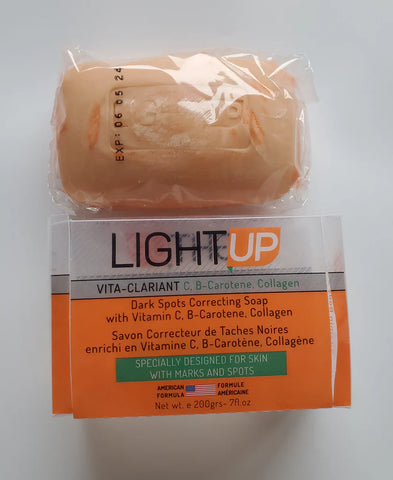 EXP: 06 05 24
LIGHT UP
VITA-CLARIANT C, B-Carotene, Collagen
Dark Spots Correcting Soap
with Vitamin C, B-Carotene, Collagen
Savon Correcteur de Taches Noires
enrichi en Vitamine C, B-Carotène, Collagène
SPECIALLY DESIGNED FOR SKIN
WITH MARKS AND SPOTS
AMERICAN FORMULE
FORMULA AMÉRICAINE
Net wt. e 200grs- 7fl.oz